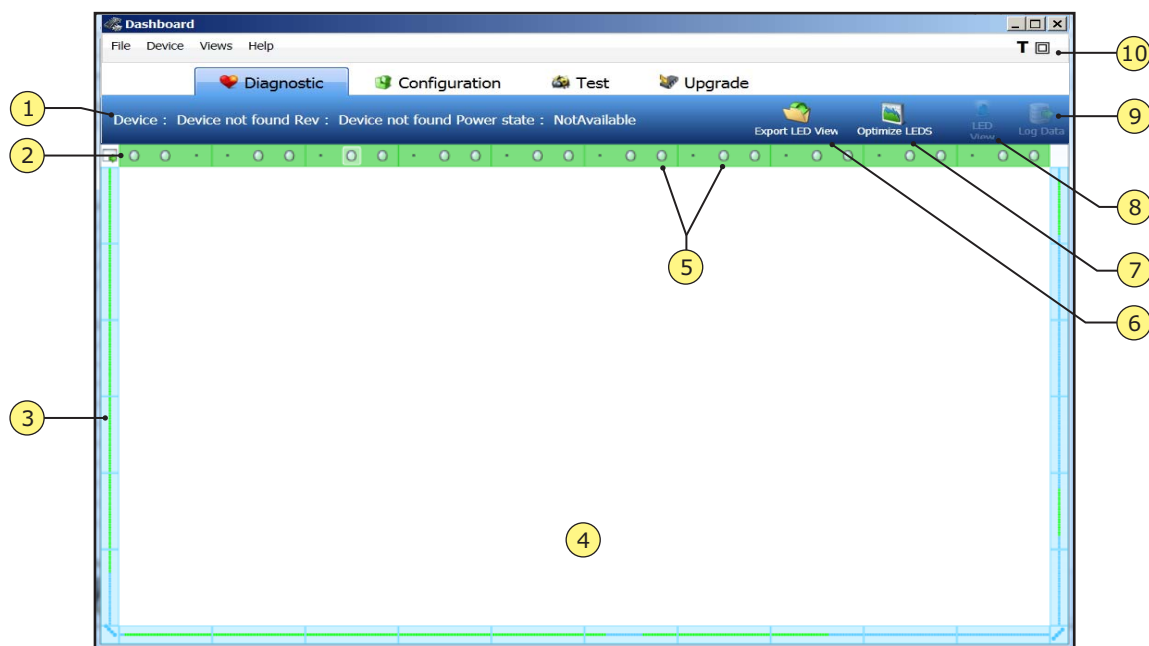 Dashboard
File Device Views Help
T
10
Diagnostic Configuration Test Upgrade
1
Device : Device not found Rev : Device not found Power state : NotAvailable
Export LED View
Optimize LEDS
LED View
Log Data
9
2
8
5
7
6
3
4